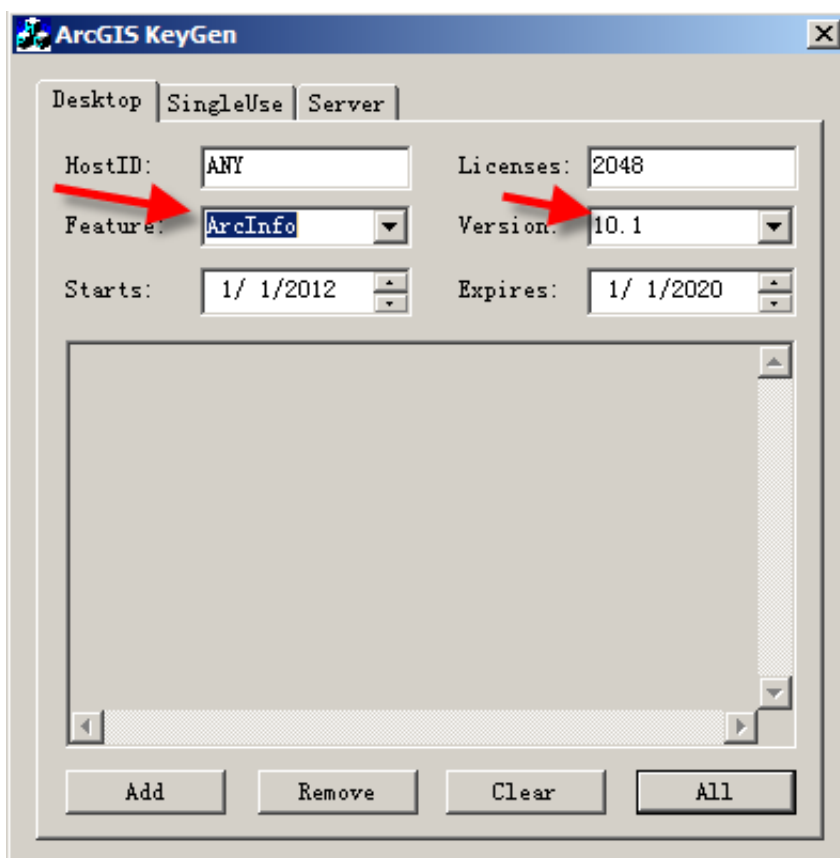 ArcGIS KeyGen
Desktop SingleUse Server
HostID: ANY Licenses: 2048
Feature: ArcInfo Version: 10.1
Starts: 1/ 1/2012 Expires: 1/ 1/2020
Add Remove Clear All